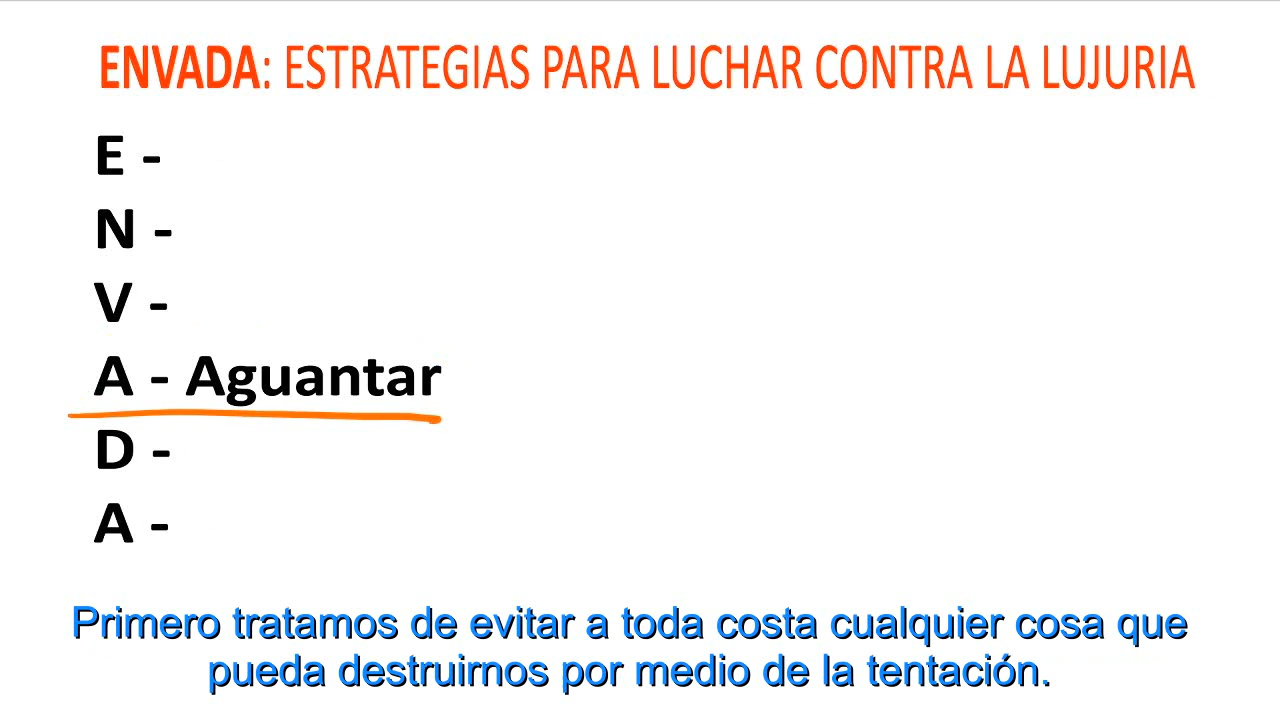 ENVADA: ESTRATEGIAS PARA LUCHAR CONTRA LA LUJURIA
E -
N -
V -
A - Aguantar
D -
A -
Primero tratamos de evitar a toda costa cualquier cosa que
pueda destruirnos por medio de la tentación.